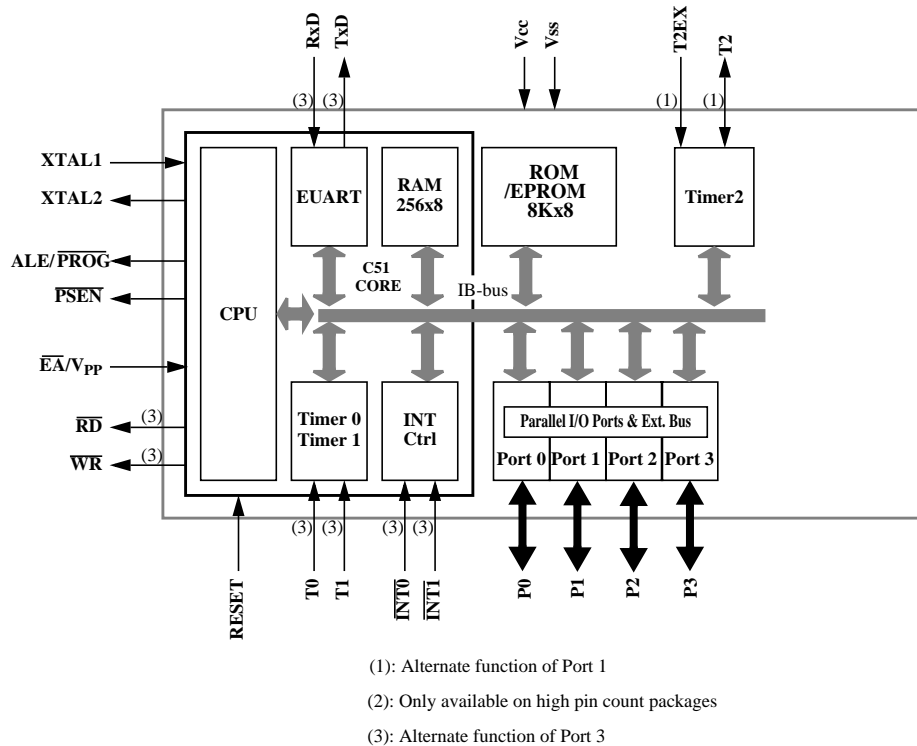 RxD
TxD
Vcc
Vss
T2EX
T2
(3) (3)
(1) (1)
XTAL1
XTAL2
ALE/PROG
PSEN
EA/VPP
RD (3)
WR (3)
CPU
EUART
RAM
256x8
ROM
/EPROM
8Kx8
Timer2
C51
CORE
IB-bus
Timer 0
Timer 1
INT
Ctrl
Parallel I/O Ports & Ext. Bus
Port 0 Port 1 Port 2 Port 3
(3) (3) (3) (3)
RESET
T0
T1
INT0
INT1
P0
P1
P2
P3
(1): Alternate function of Port 1
(2): Only available on high pin count packages
(3): Alternate function of Port 3